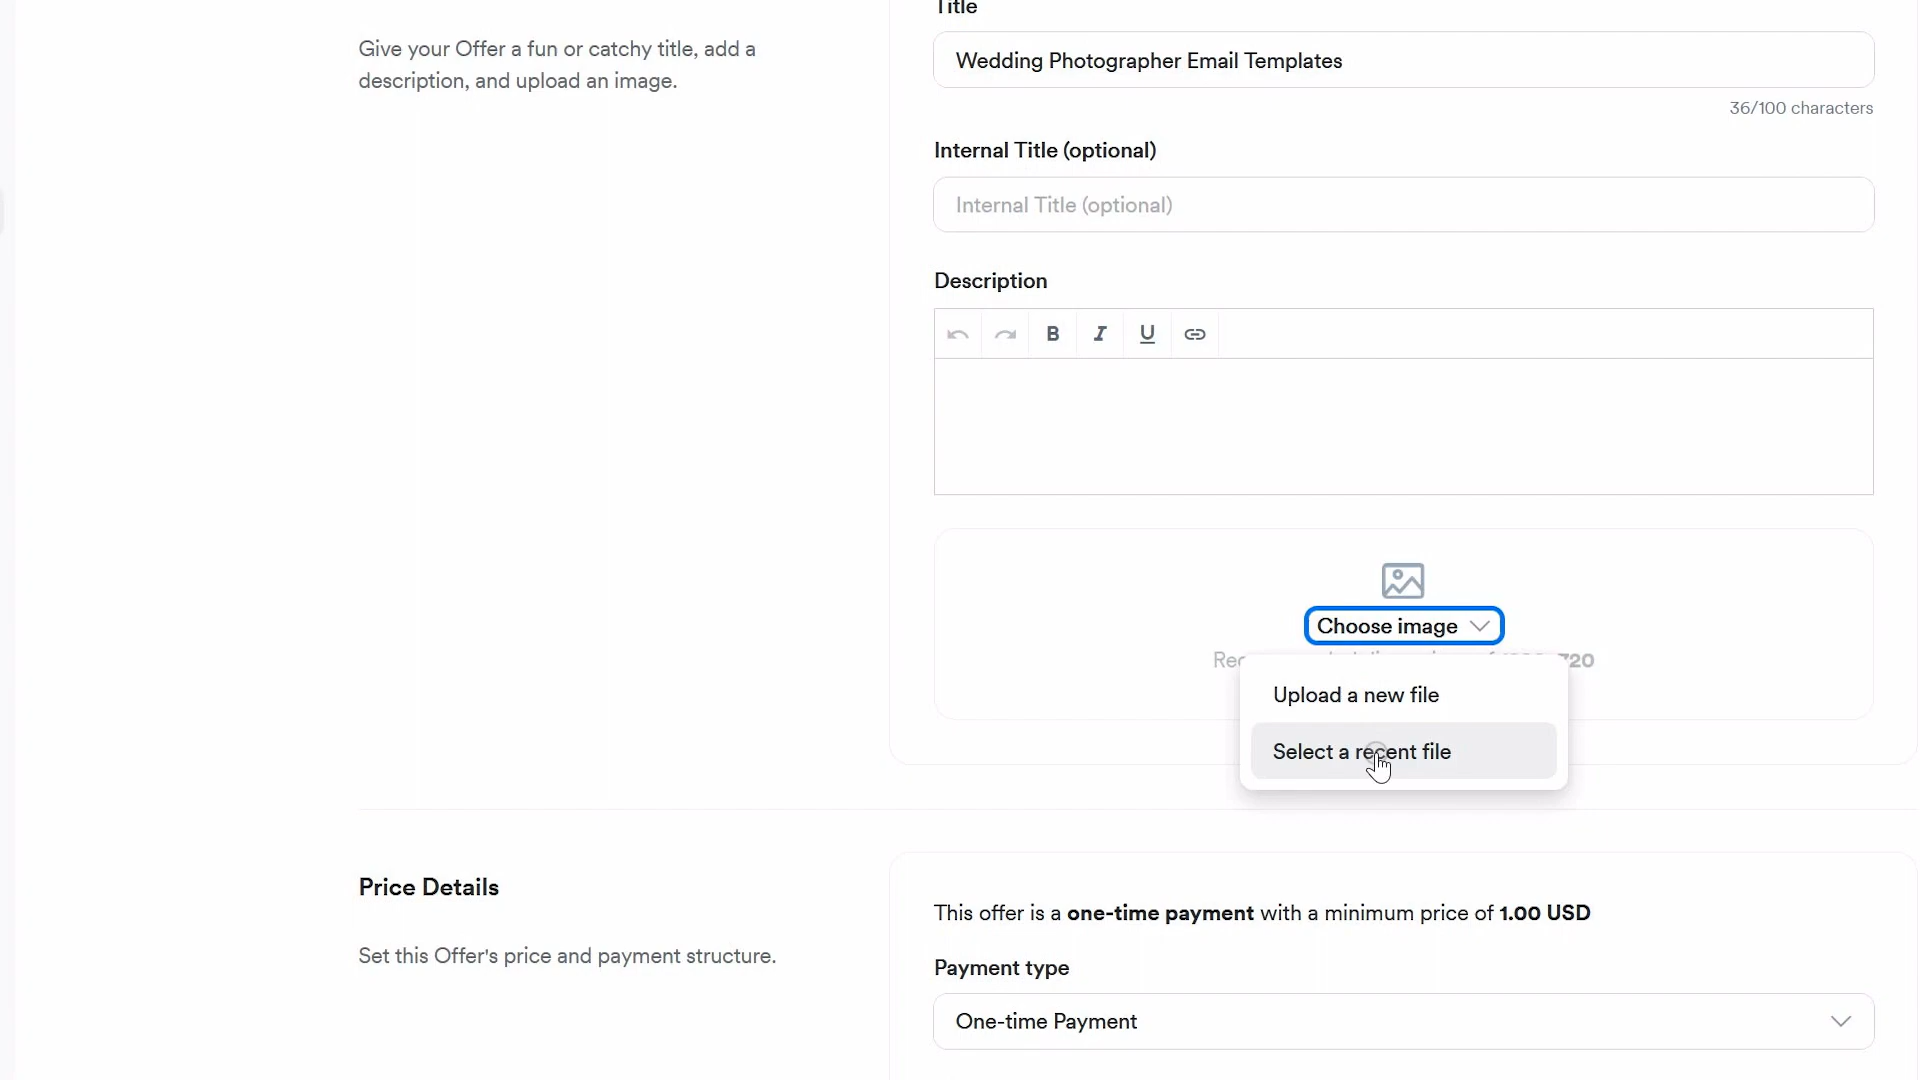 Title
Give your Offer a fun or catchy title, add a
description, and upload an image.
Wedding Photographer Email Templates
36/100 characters
Internal Title (optional)
Internal Title (optional)
Description
B I U
Choose image
720
Upload a new file
Select a recent file
Price Details
This offer is a one-time payment with a minimum price of 1.00 USD
Set this Offer's price and payment structure.
Payment type
One-time Payment